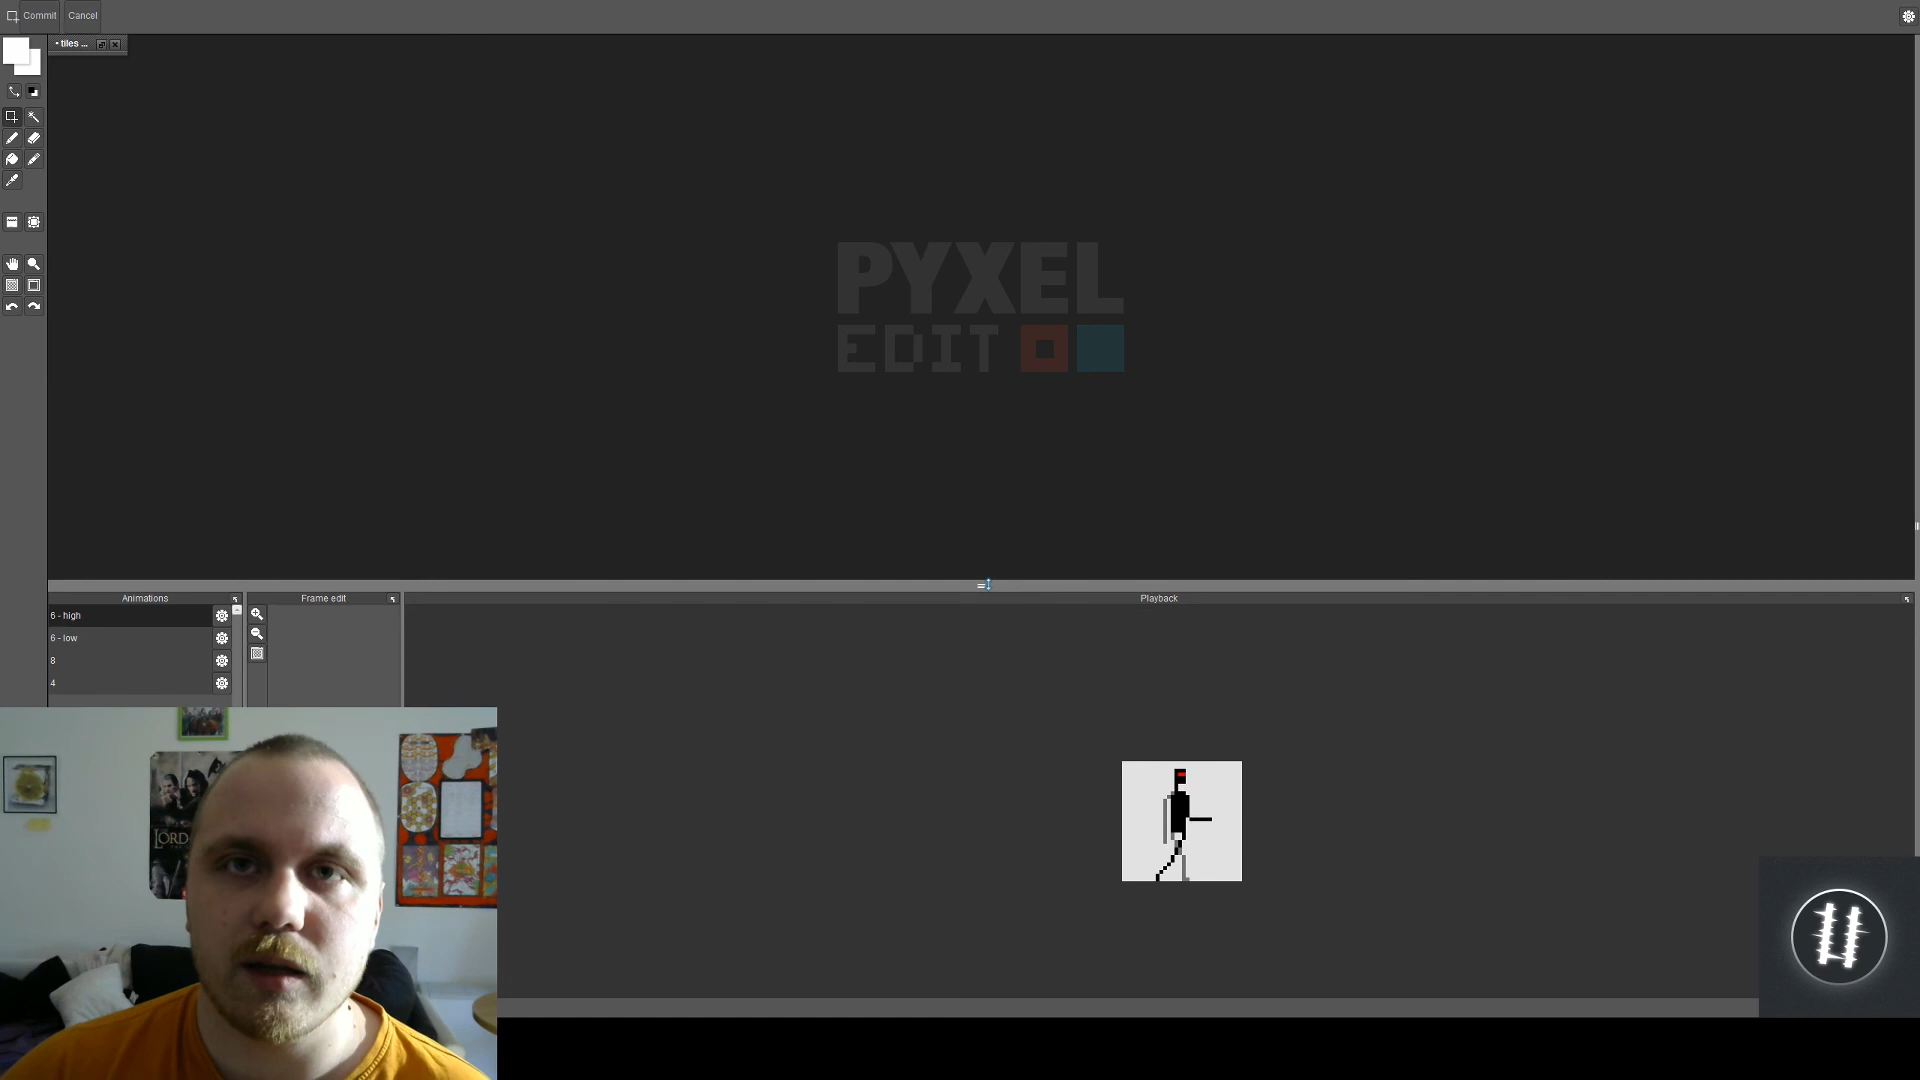 Commit Cancel
• tiles ...
PYXEL
EDIT
Animations
Frame edit
Playback
6 - high
6 - low
8
4
LORD